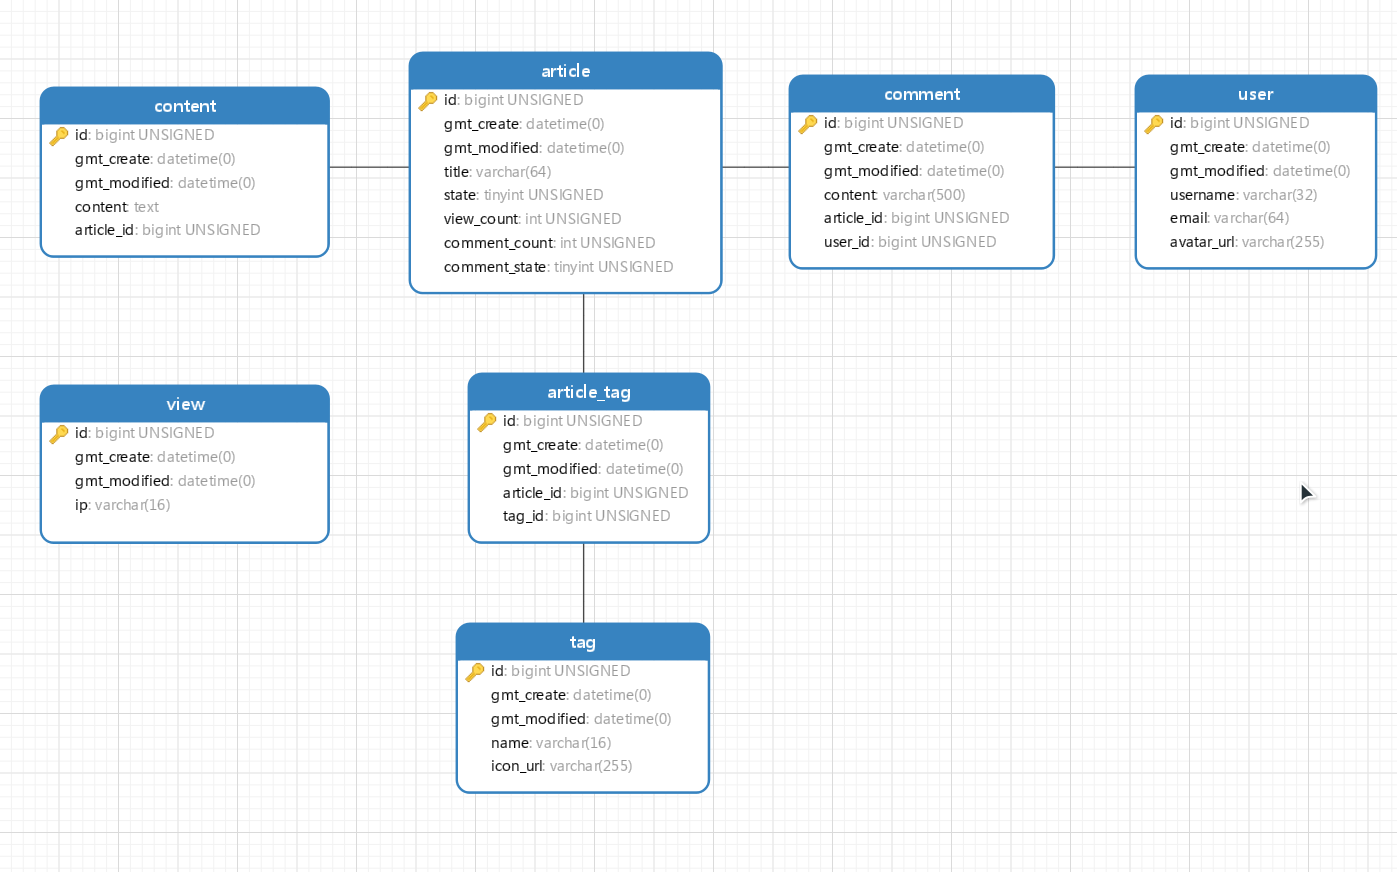 content
id: bigint UNSIGNED
gmt_create: datetime(0)
gmt_modified: datetime(0)
content: text
article_id: bigint UNSIGNED
article
id: bigint UNSIGNED
gmt_create: datetime(0)
gmt_modified: datetime(0)
title: varchar(64)
state: tinyint UNSIGNED
view_count: int UNSIGNED
comment_count: int UNSIGNED
comment_state: tinyint UNSIGNED
comment
id: bigint UNSIGNED
gmt_create: datetime(0)
gmt_modified: datetime(0)
content: varchar(500)
article_id: bigint UNSIGNED
user_id: bigint UNSIGNED
user
id: bigint UNSIGNED
gmt_create: datetime(0)
gmt_modified: datetime(0)
username: varchar(32)
email: varchar(64)
avatar_url: varchar(255)
view
id: bigint UNSIGNED
gmt_create: datetime(0)
gmt_modified: datetime(0)
ip: varchar(16)
article_tag
id: bigint UNSIGNED
gmt_create: datetime(0)
gmt_modified: datetime(0)
article_id: bigint UNSIGNED
tag_id: bigint UNSIGNED
tag
id: bigint UNSIGNED
gmt_create: datetime(0)
gmt_modified: datetime(0)
name: varchar(16)
icon_url: varchar(255)